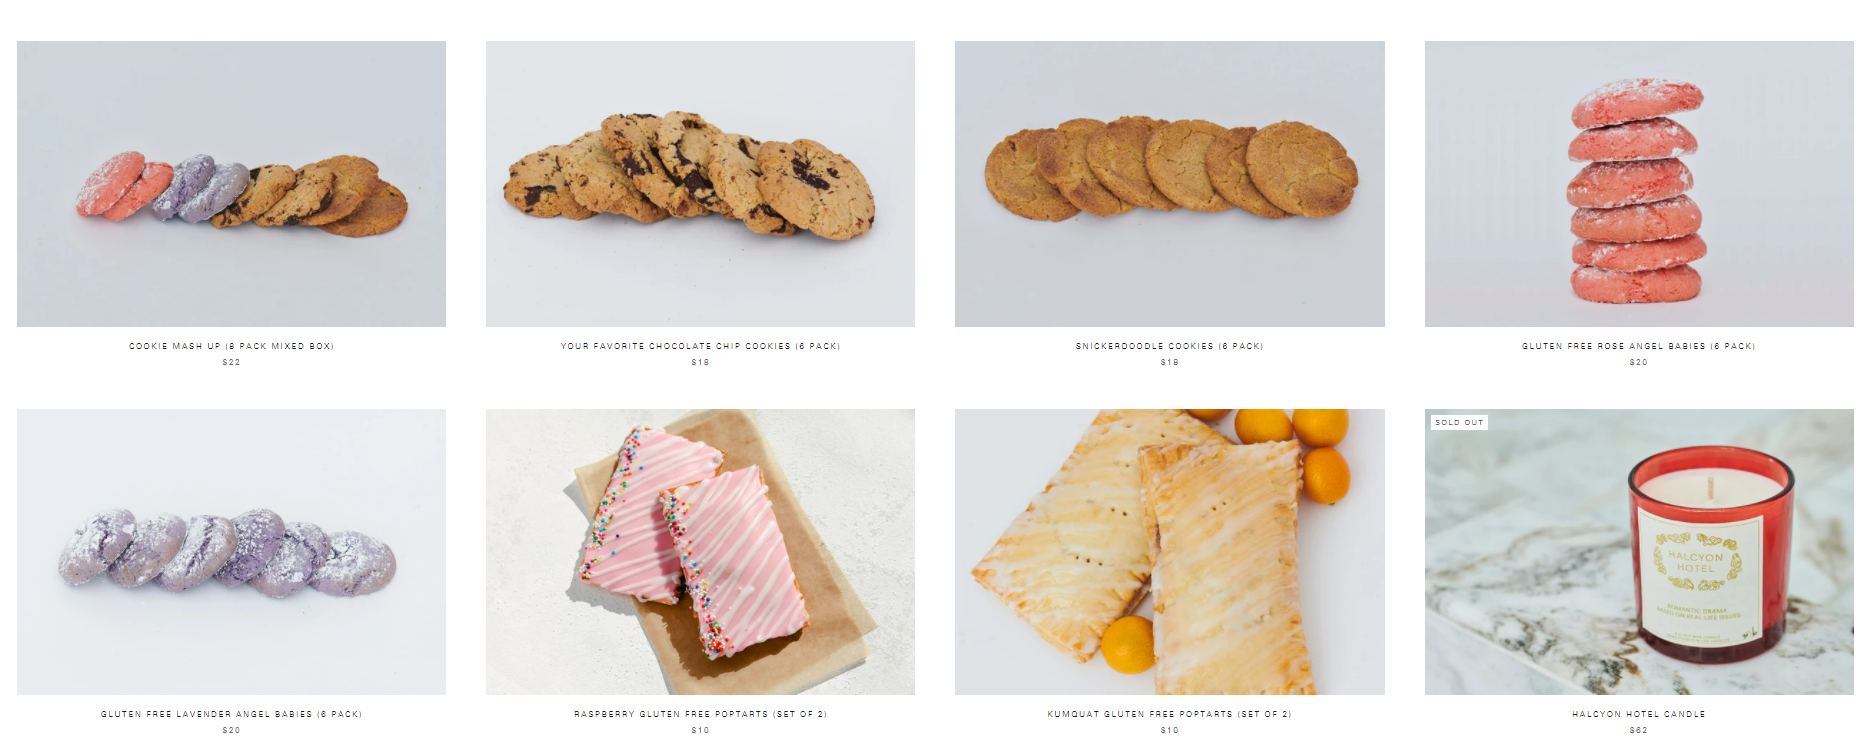 COOKIE MASH UP (8 PACK MIXED BOX)
$22
YOUR FAVORITE CHOCOLATE CHIP COOKIES (6 PACK)
$18
SNICKERDOODLE COOKIES (6 PACK)
$18
GLUTEN FREE ROSE ANGEL BABIES (6 PACK)
$20
GLUTEN FREE LAVENDER ANGEL BABIES (6 PACK)
$20
RASPBERRY GLUTEN FREE POPTARTS (SET OF 2)
$10
KUMQUAT GLUTEN FREE POPTARTS (SET OF 2)
$10
SOLD OUT
HALCYON
HOTEL
ROMANTIC DRAMA
BASED ON REAL LIFE ISSUES
HALCYON HOTEL CANDLE
$62